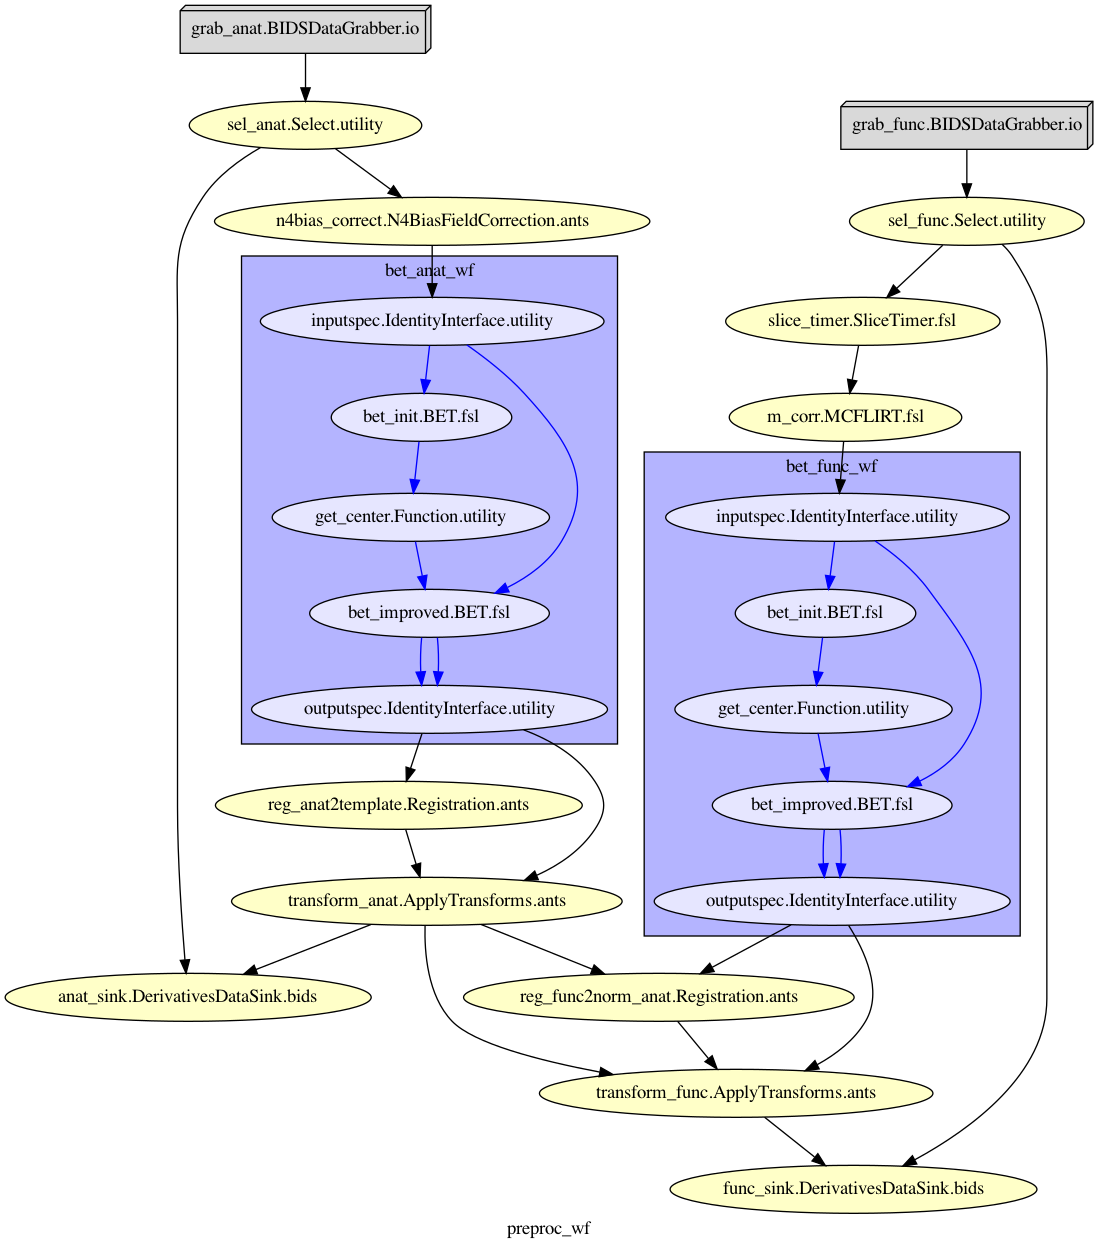 grab_anat.BIDSDataGrabber.io
sel_anat.Select.utility
grab_func.BIDSDataGrabber.io
n4bias_correct.N4BiasFieldCorrection.ants
sel_func.Select.utility
bet_anat_wf
inputspec.IdentityInterface.utility
slice_timer.SliceTimer.fsl
bet_init.BET.fsl
m_corr.MCFLIRT.fsl
bet_func_wf
get_center.Function.utility
inputspec.IdentityInterface.utility
bet_improved.BET.fsl
bet_init.BET.fsl
outputspec.IdentityInterface.utility
get_center.Function.utility
reg_anat2template.Registration.ants
bet_improved.BET.fsl
transform_anat.ApplyTransforms.ants
outputspec.IdentityInterface.utility
anat_sink.DerivativesDataSink.bids
reg_func2norm_anat.Registration.ants
transform_func.ApplyTransforms.ants
func_sink.DerivativesDataSink.bids
preproc_wf